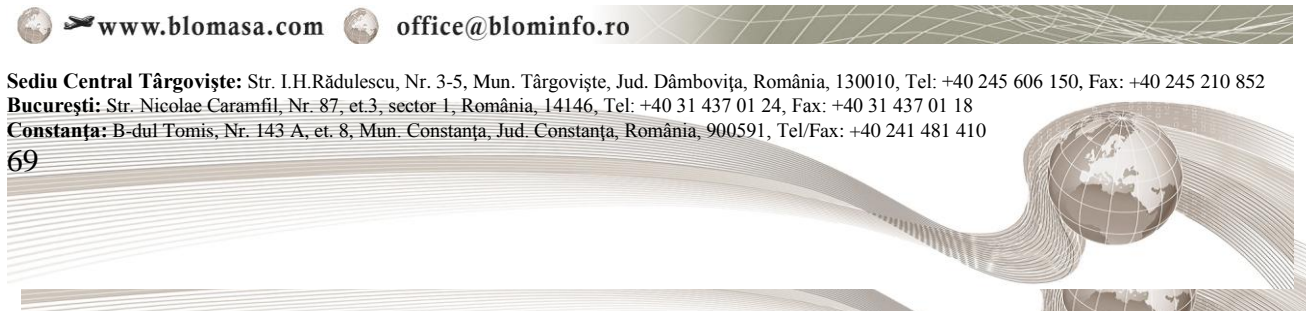 www.blomasa.com office@blominfo.ro
Sediu Central Târgovişte: Str. I.H.Rădulescu, Nr. 3-5, Mun. Târgovişte, Jud. Dâmboviţa, România, 130010, Tel: +40 245 606 150, Fax: +40 245 210 852
Bucureşti: Str. Nicolae Caramfil, Nr. 87, et.3, sector 1, România, 14146, Tel: +40 31 437 01 24, Fax: +40 31 437 01 18
Constanţa: B-dul Tomis, Nr. 143 A, et. 8, Mun. Constanţa, Jud. Constanţa, România, 900591, Tel/Fax: +40 241 481 410
69